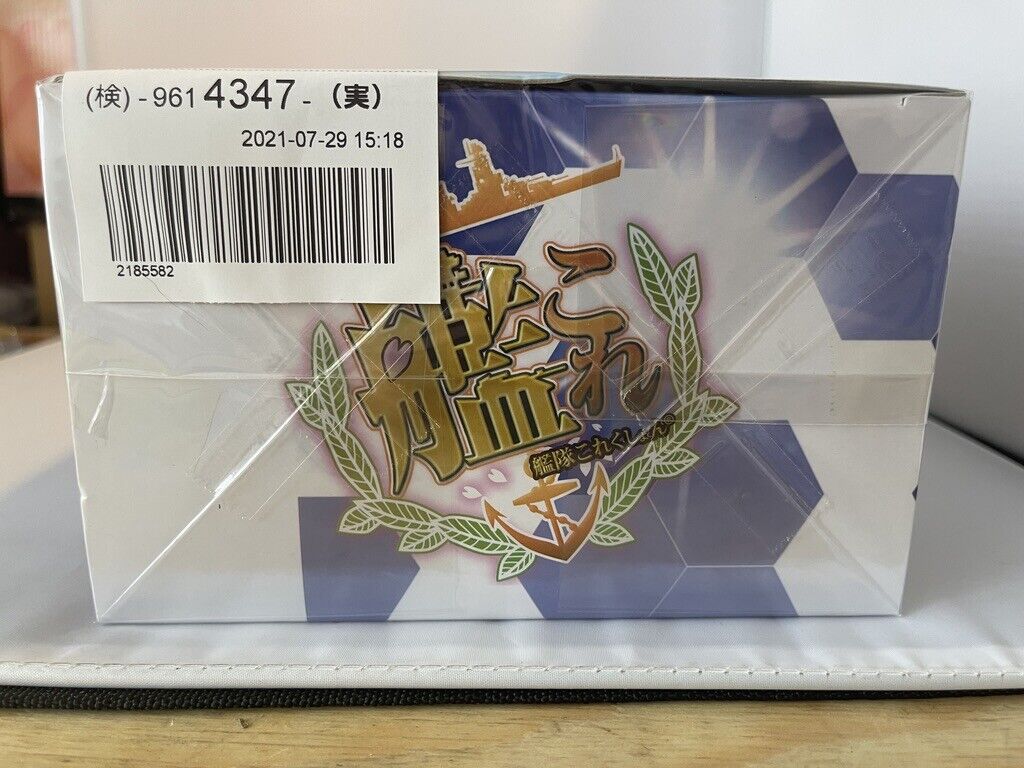 (検)-961 4347-(実)
2021-07-29 15:18
2185582
艦これ
艦隊これくしょん